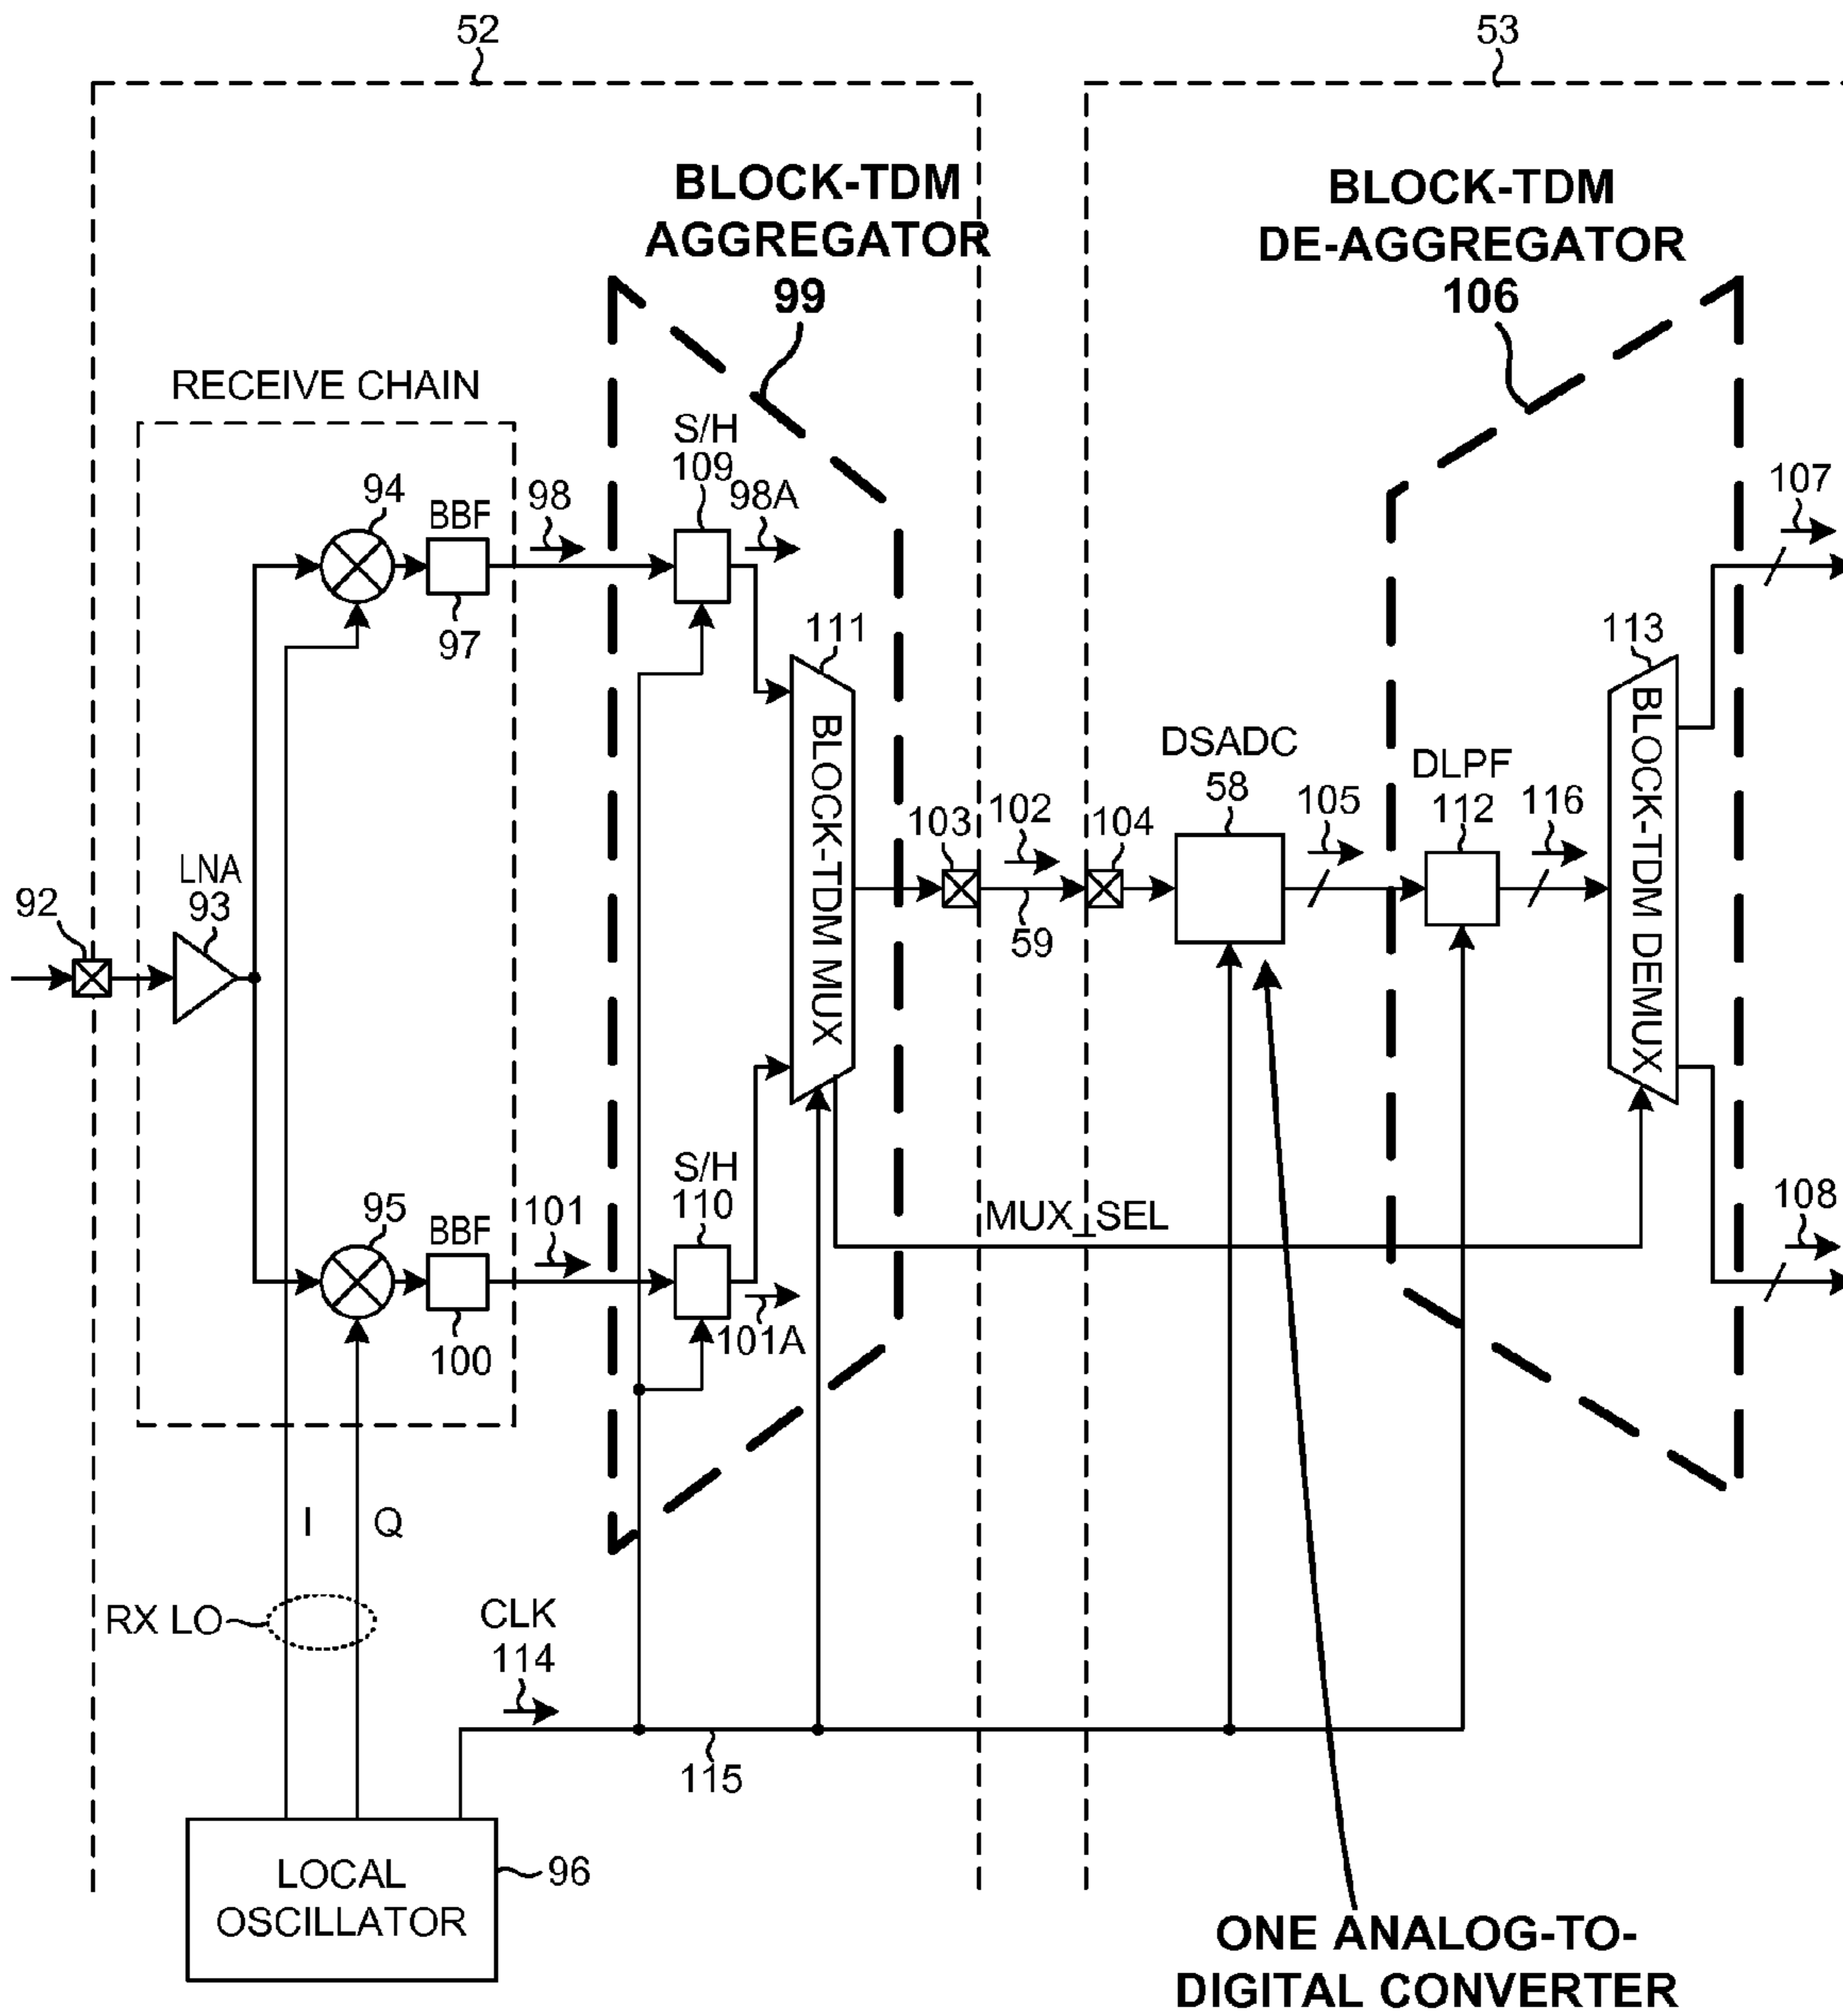 52
53
BLOCK-TDM
AGGREGATOR
99
BLOCK-TDM
DE-AGGREGATOR
106
RECEIVE CHAIN
S/H
109
94
BBF
98
98A
107
97
111
113
BLOCK-TDM MUX
BLOCK-TDM DEMUX
DSADC
58
DLPF
112
105
116
103
102
104
59
LNA
93
92
S/H
110
95
BBF
101
MUX_SEL
108
100
101A
I
Q
RX LO
CLK
114
115
LOCAL
OSCILLATOR
96
ONE ANALOG-TO-
DIGITAL CONVERTER